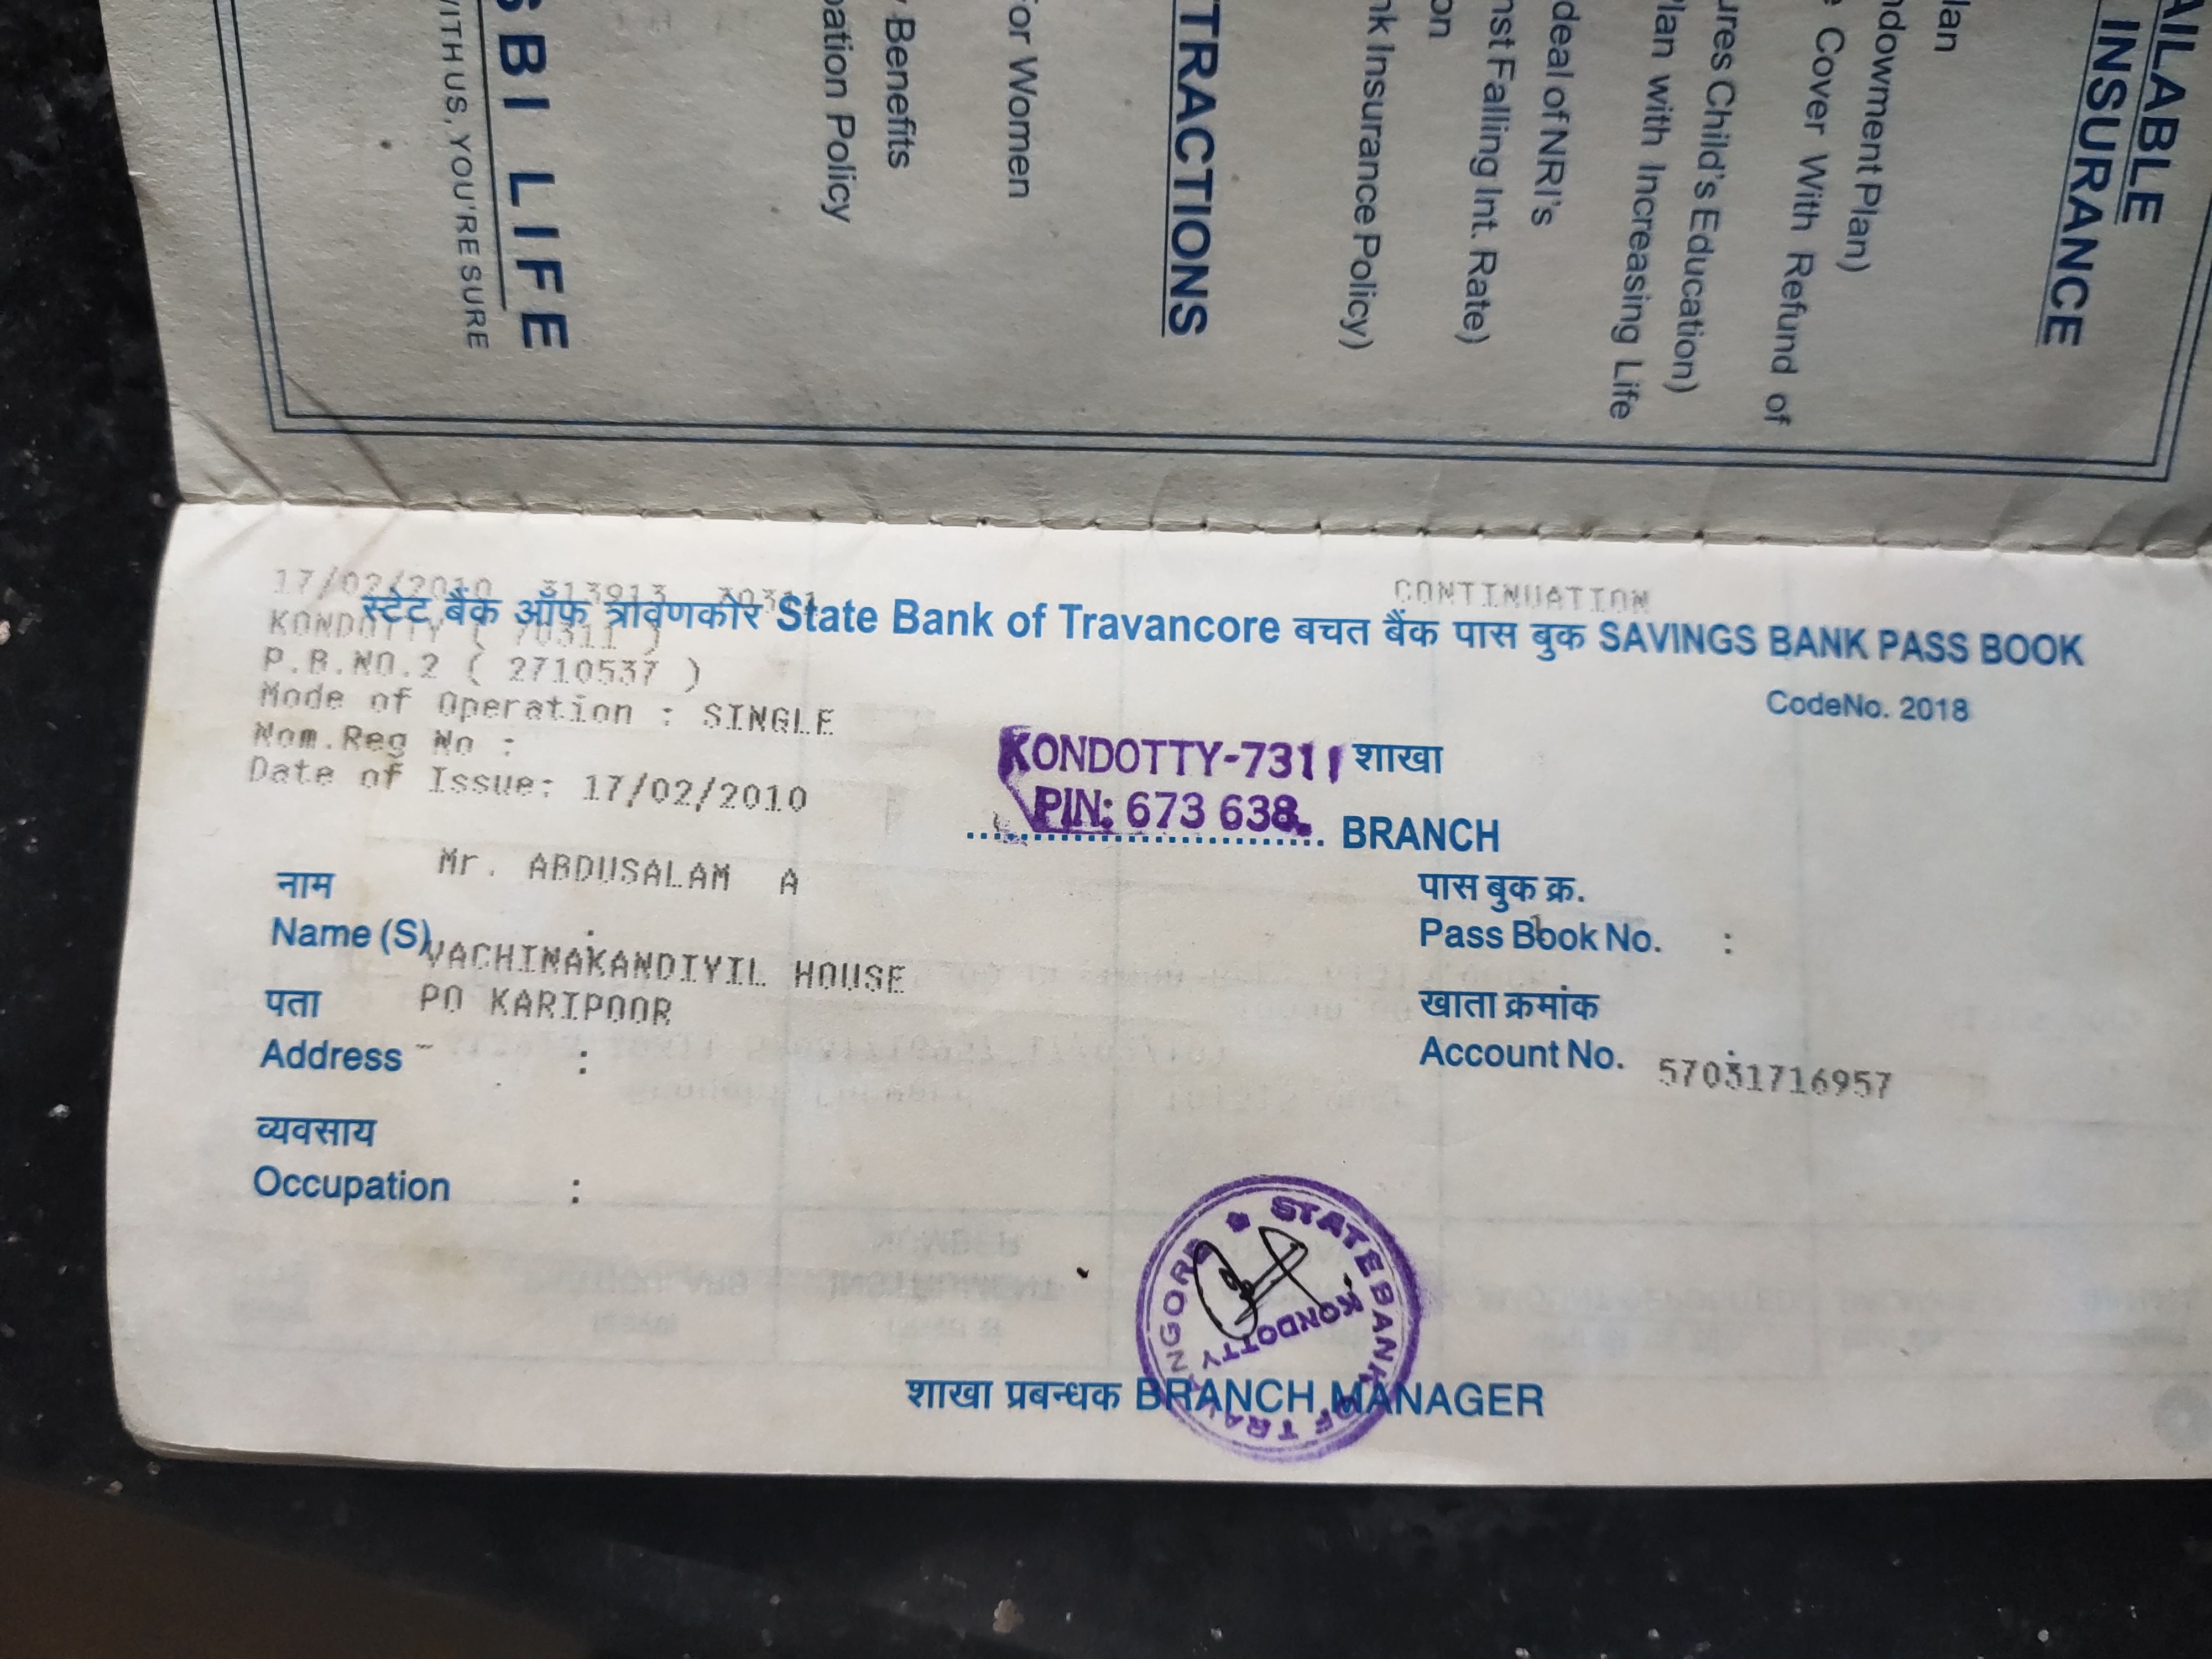 AILABLE
INSURANCE
lan
ndowment Plan)
e Cover With Refund of
ures Child's Education)
Plan with Increasing Life
deal of NRI's
nst Falling Int. Rate)
on
nk Insurance Policy)
TTRACTIONS
For Women
y Benefits
pation Policy
SBI LIFE
WITH US, YOU'RE SURE
17/02/2010 313913
CONTINUATION
स्टेट बैंक ऑफ़ त्रावणकोर State Bank of Travancore बचत बैंक पास बुक SAVINGS BANK PASS BOOK
KONDOTTY ( 70311 )
P.B.NO.2 ( 2710537 )
CodeNo. 2018
Mode of Operation : SINGLE
Nom.Reg No :
Date of Issue: 17/02/2010
KONDOTTY-7311 शाखा
PIN: 673 638.
BRANCH
Mr. ABDUSALAM A
नाम
Name (S) :
पास बुक क्र.
Pass Book No. :
VACHINAKANDIYIL HOUSE
PO KARIPOOR
पता
Address :
खाता क्रमांक
Account No. 57031716957
व्यवसाय
Occupation :
STATE BANK OF TRAVANCORE
KONDOTTY
शाखा प्रबन्धक BRANCH MANAGER